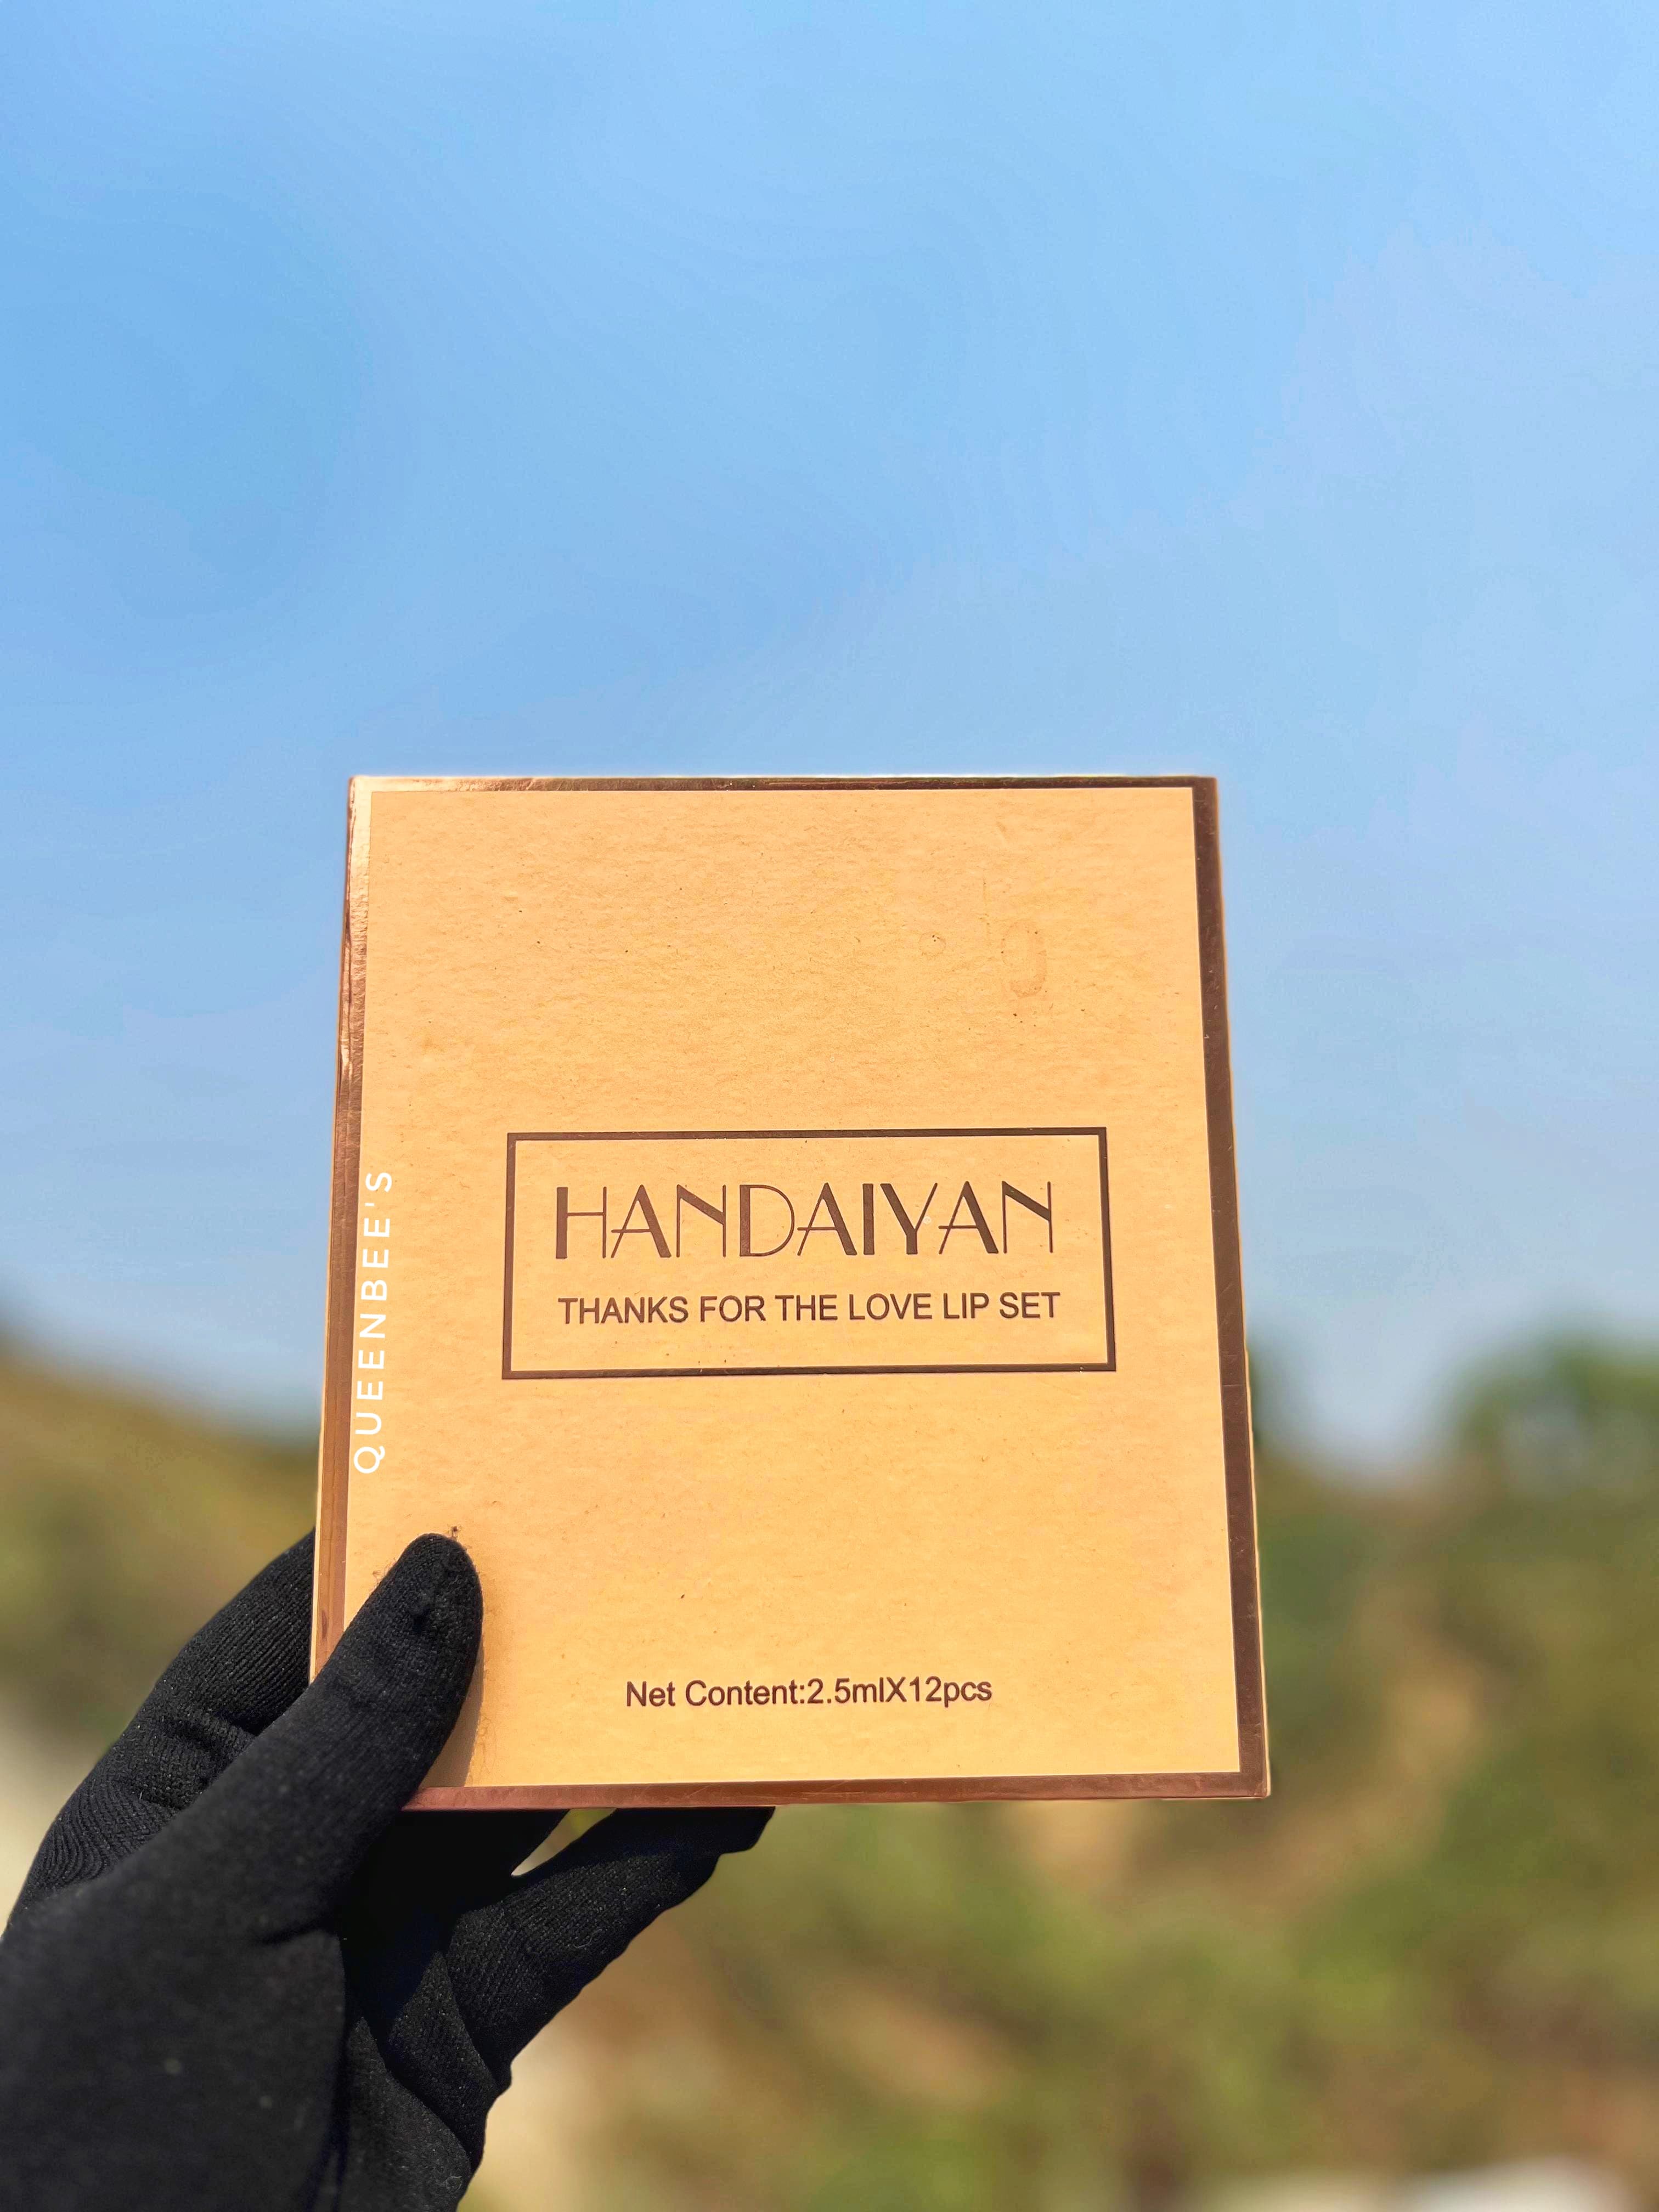 HANDAIYAN
THANKS FOR THE LOVE LIP SET
QUEENBEE'S
Net Content:2.5mlX12pcs